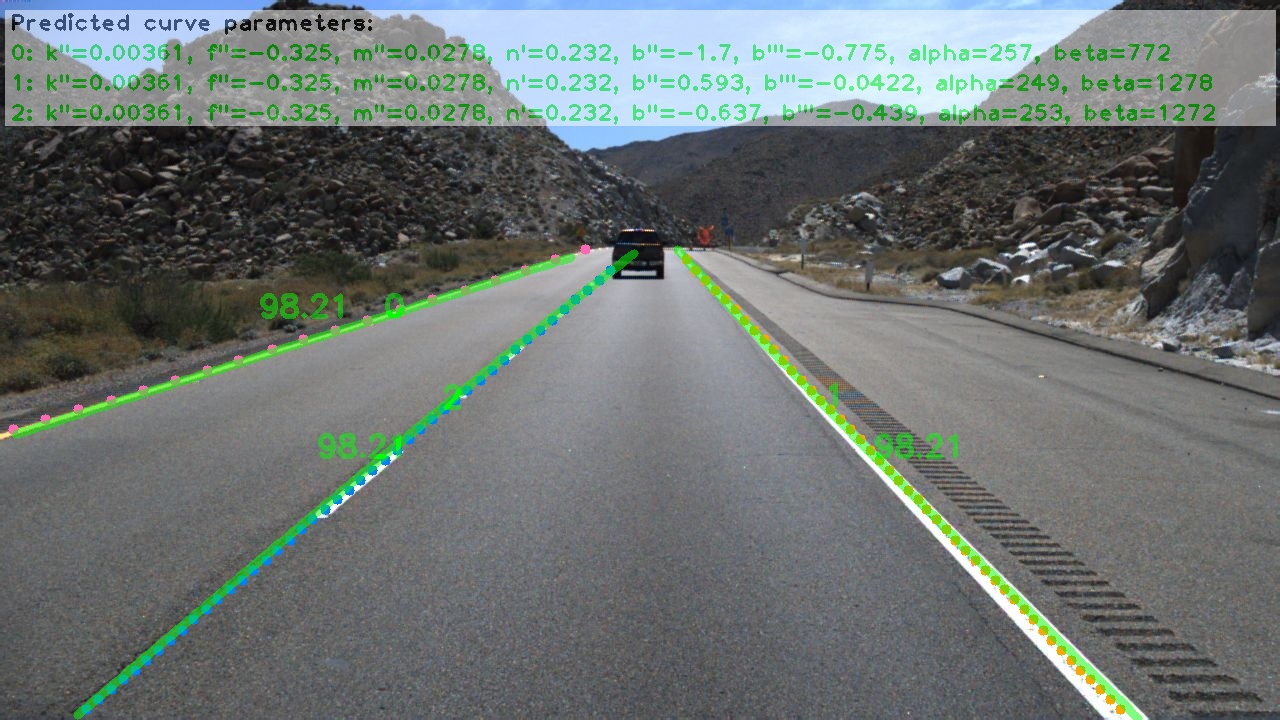 Predicted curve parameters:
0: k''=0.00361, f''=-0.325, m''=0.0278, n'=0.232, b''=-1.7, b'''=-0.775, alpha=257, beta=772
1: k''=0.00361, f''=-0.325, m''=0.0278, n'=0.232, b''=0.593, b'''=-0.0422, alpha=249, beta=1278
2: k''=0.00361, f''=-0.325, m''=0.0278, n'=0.232, b''=-0.637, b'''=-0.439, alpha=253, beta=1272
98.21 0
2 1
98.21 98.21